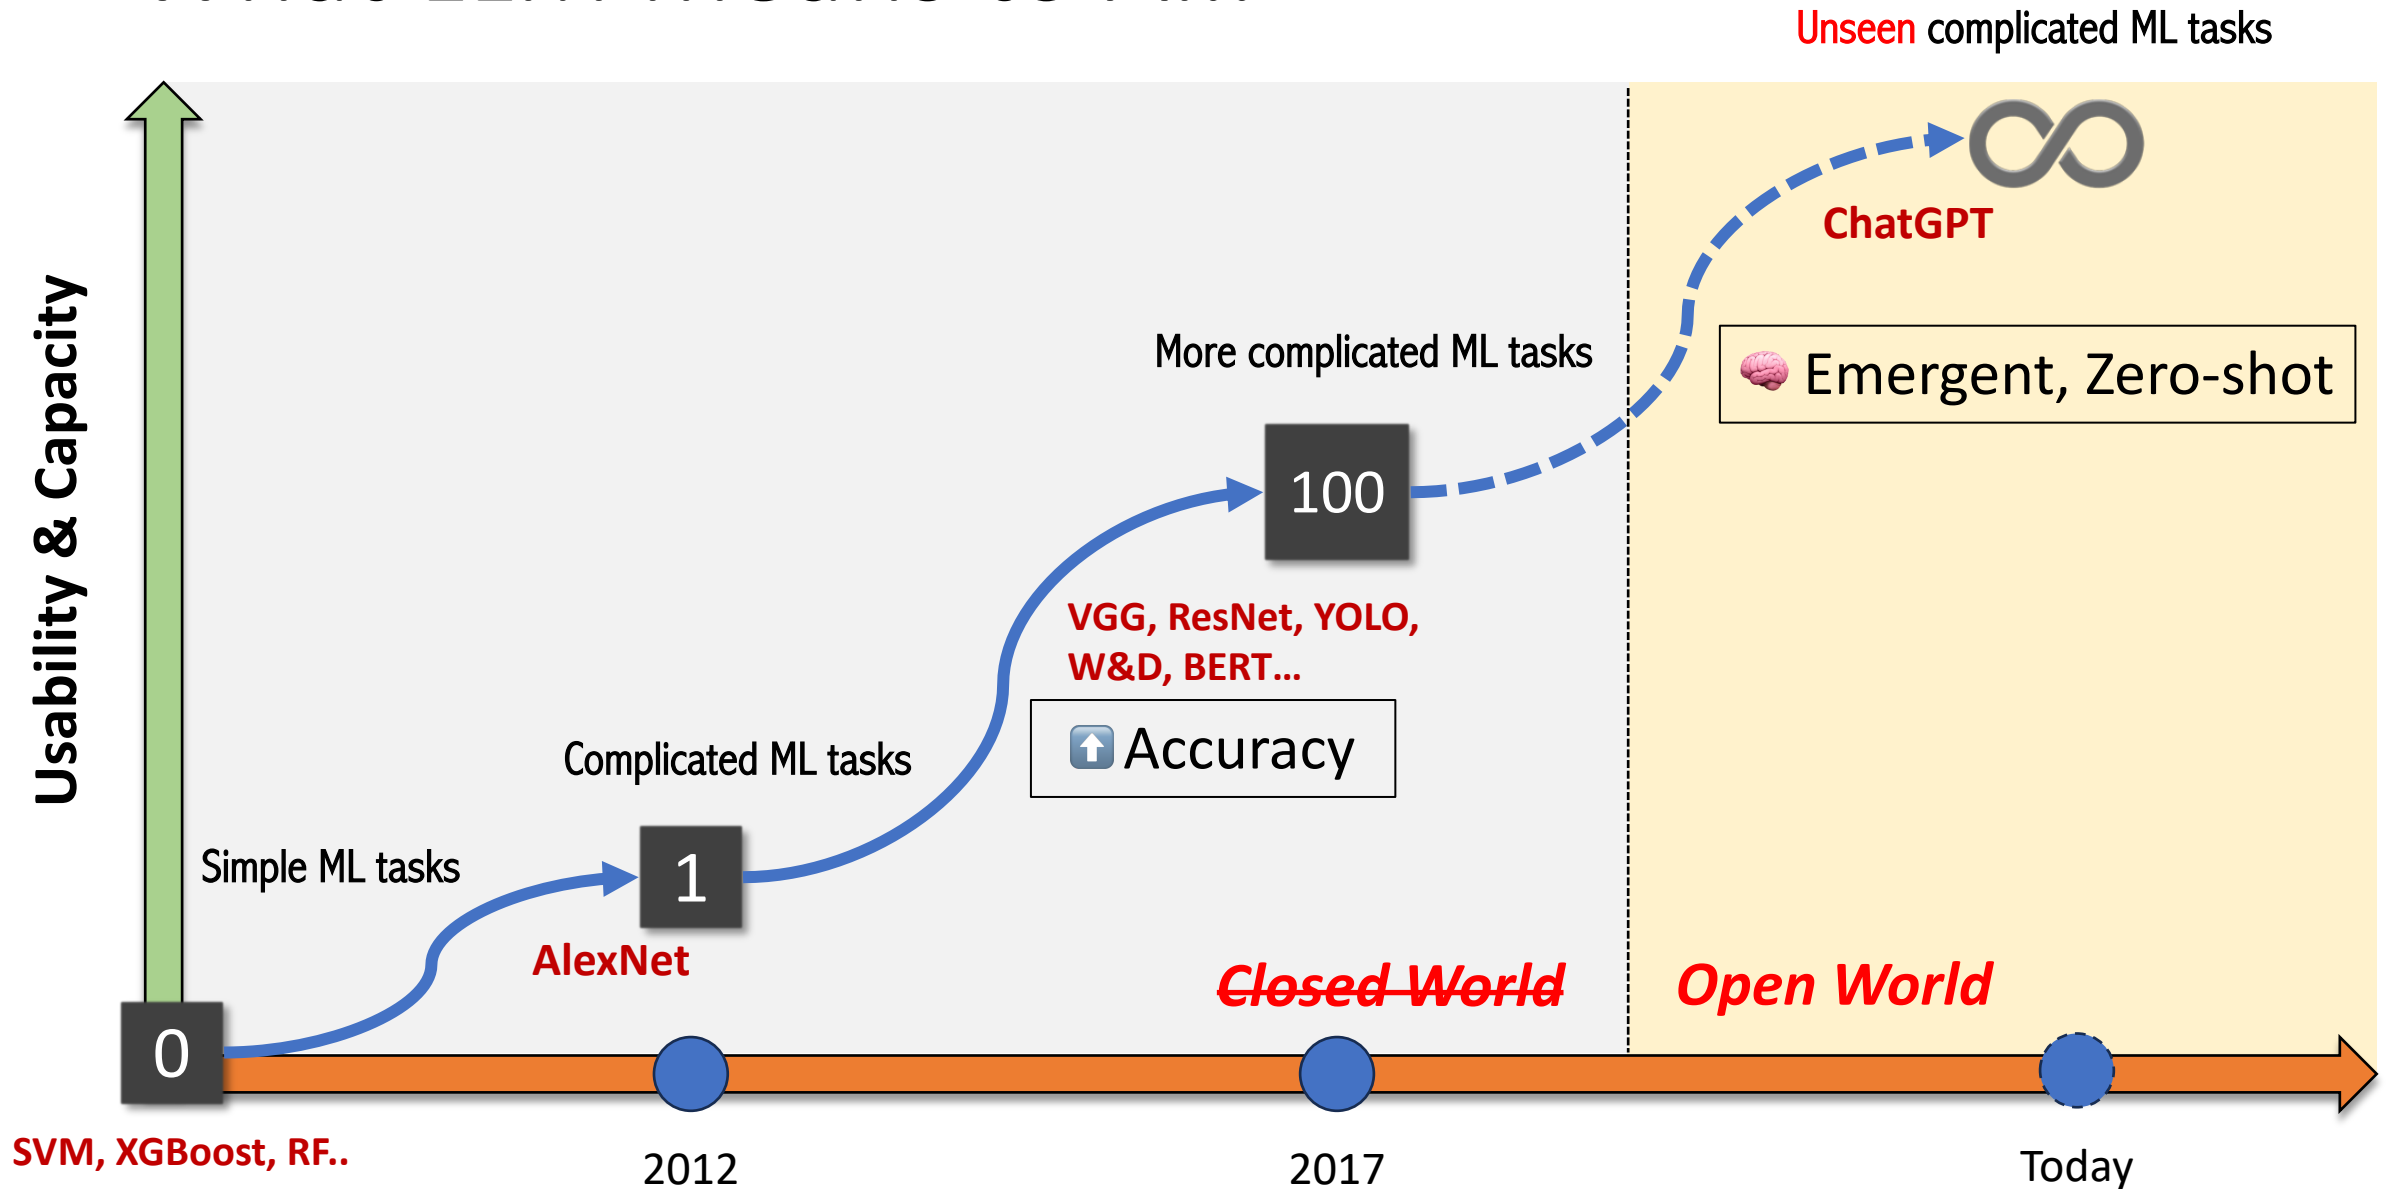 Unseen complicated ML tasks
ChatGPT
More complicated ML tasks
Emergent, Zero-shot
100
Usability & Capacity
VGG, ResNet, YOLO,
W&D, BERT...
Accuracy
Complicated ML tasks
Simple ML tasks
1
AlexNet
Closed World
Open World
0
SVM, XGBoost, RF..
2012
2017
Today